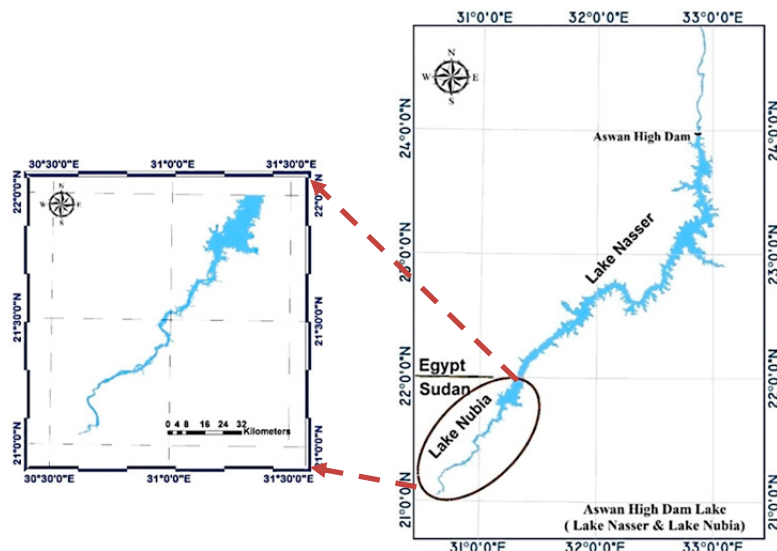 30°30'0"E 31°0'0"E 31°30'0"E
22°0'0"N
22°0'0"N
N
W E
S
21°30'0"N
21°30'0"N
0 4 8 16 24 32
Kilometers
21°0'0"N
21°0'0"N
30°30'0"E 31°0'0"E 31°30'0"E
31°0'0"E 32°0'0"E 33°0'0"E
N
W E
S
24°0'0"N
Aswan High Dam
24°0'0"N
23°0'0"N
Lake Nasser
23°0'0"N
Egypt
22°0'0"N
22°0'0"N
Sudan
Lake Nubia
21°0'0"N
21°0'0"N
Aswan High Dam Lake
( Lake Nasser & Lake Nubia)
31°0'0"E 32°0'0"E 33°0'0"E